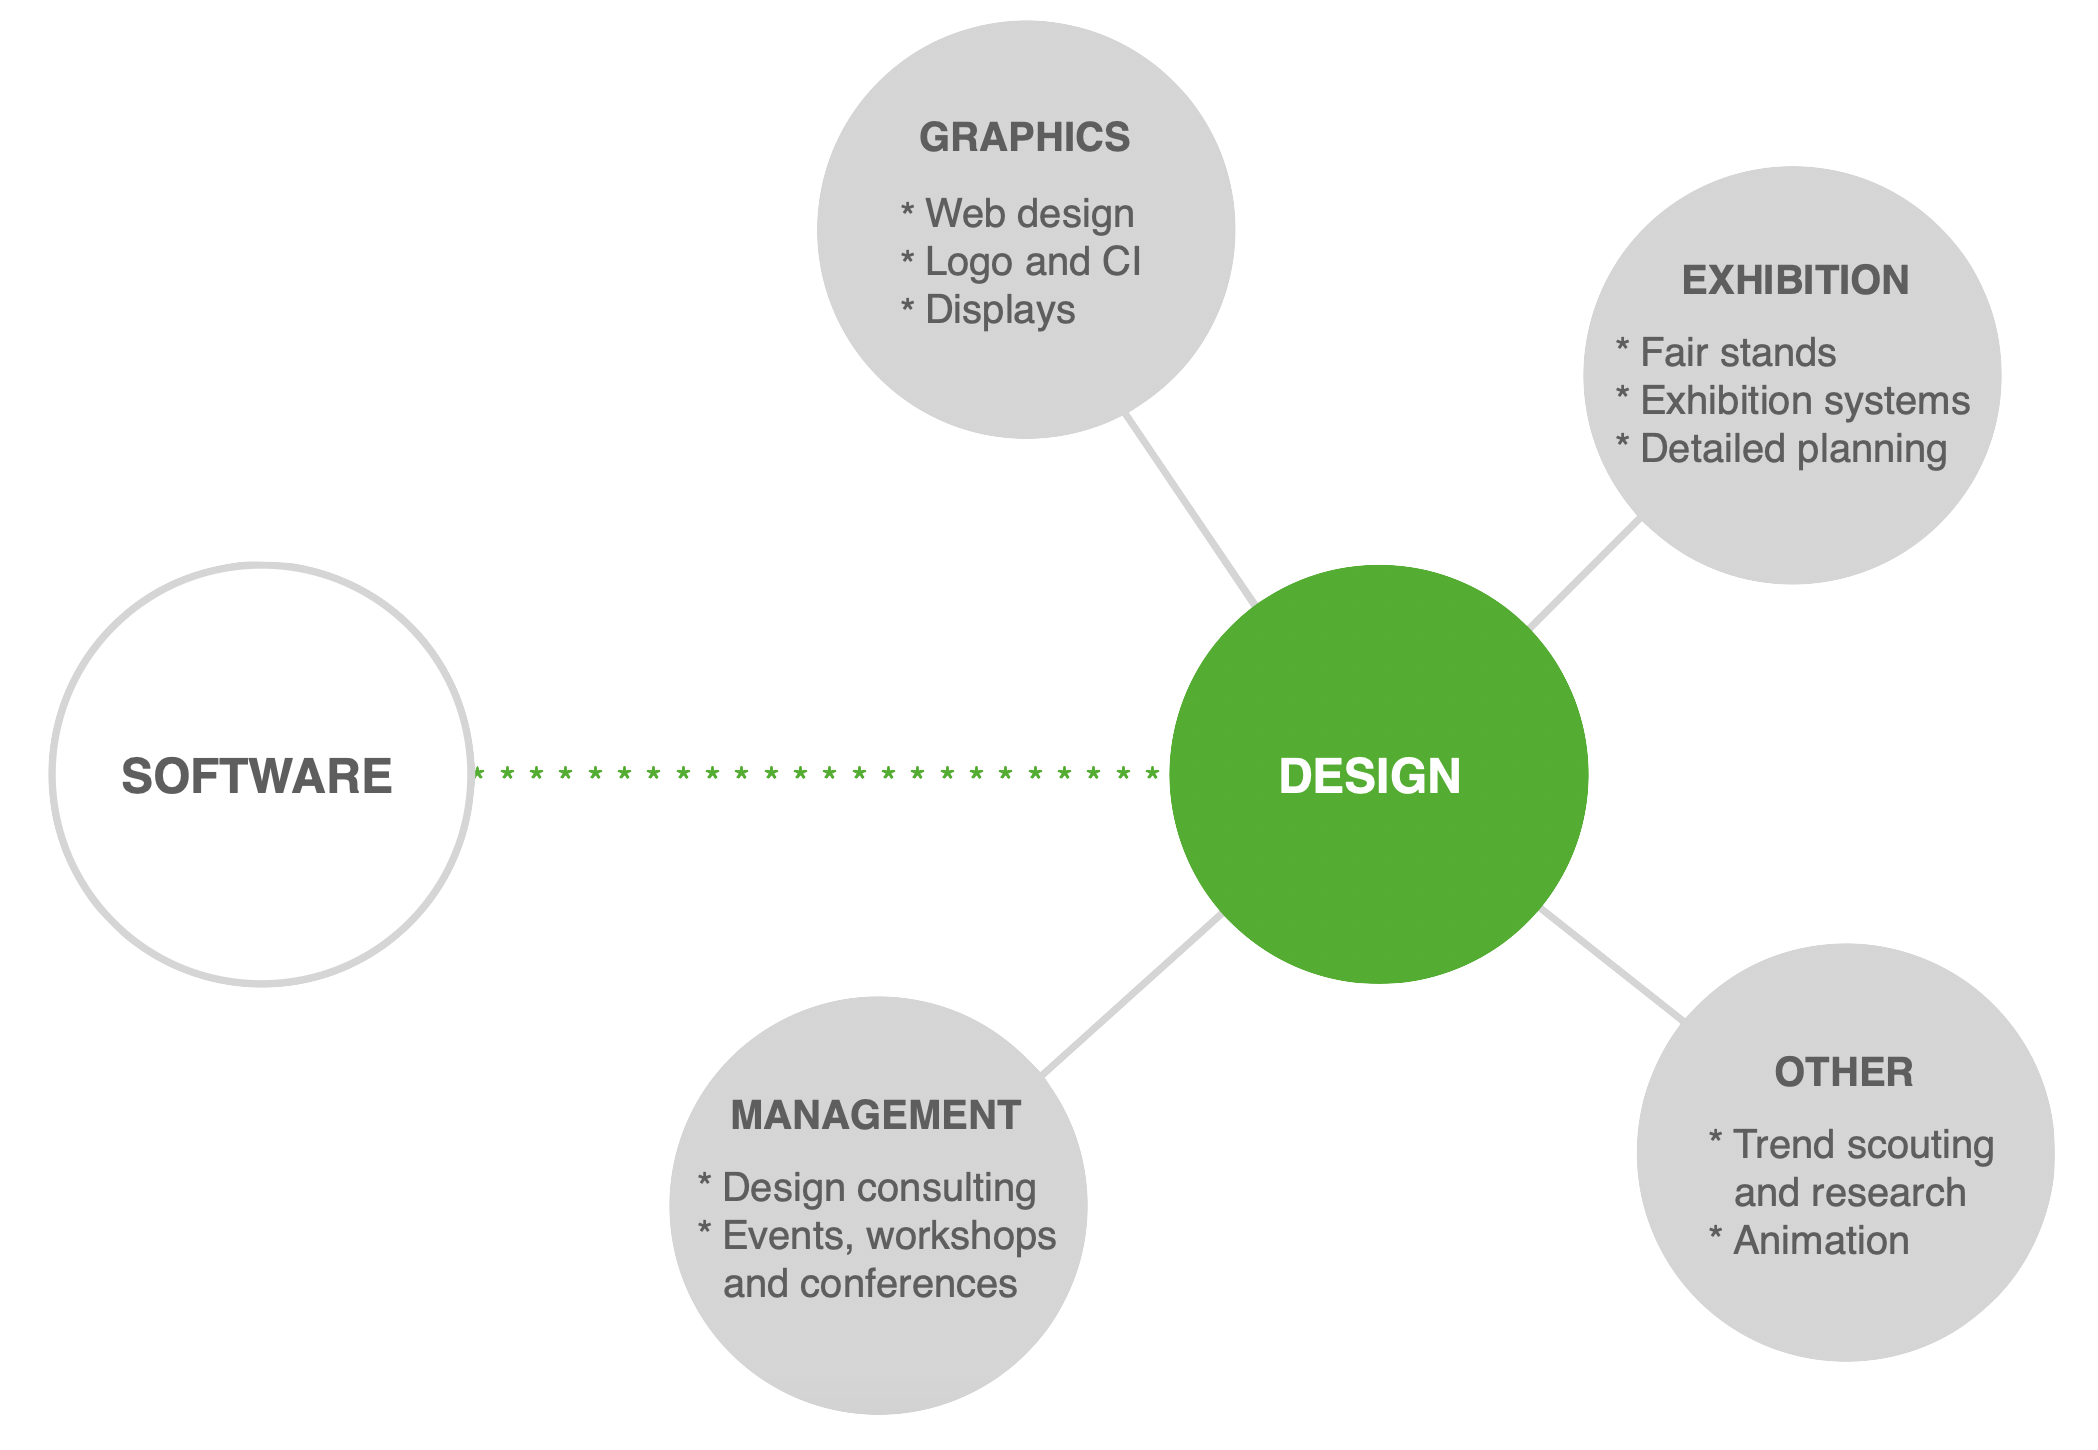 GRAPHICS
* Web design
* Logo and CI
* Displays
EXHIBITION
* Fair stands
* Exhibition systems
* Detailed planning
SOFTWARE
* * * * * * * * * * * * * * * * * * * * * * * *
DESIGN
MANAGEMENT
* Design consulting
* Events, workshops
and conferences
OTHER
* Trend scouting
and research
* Animation